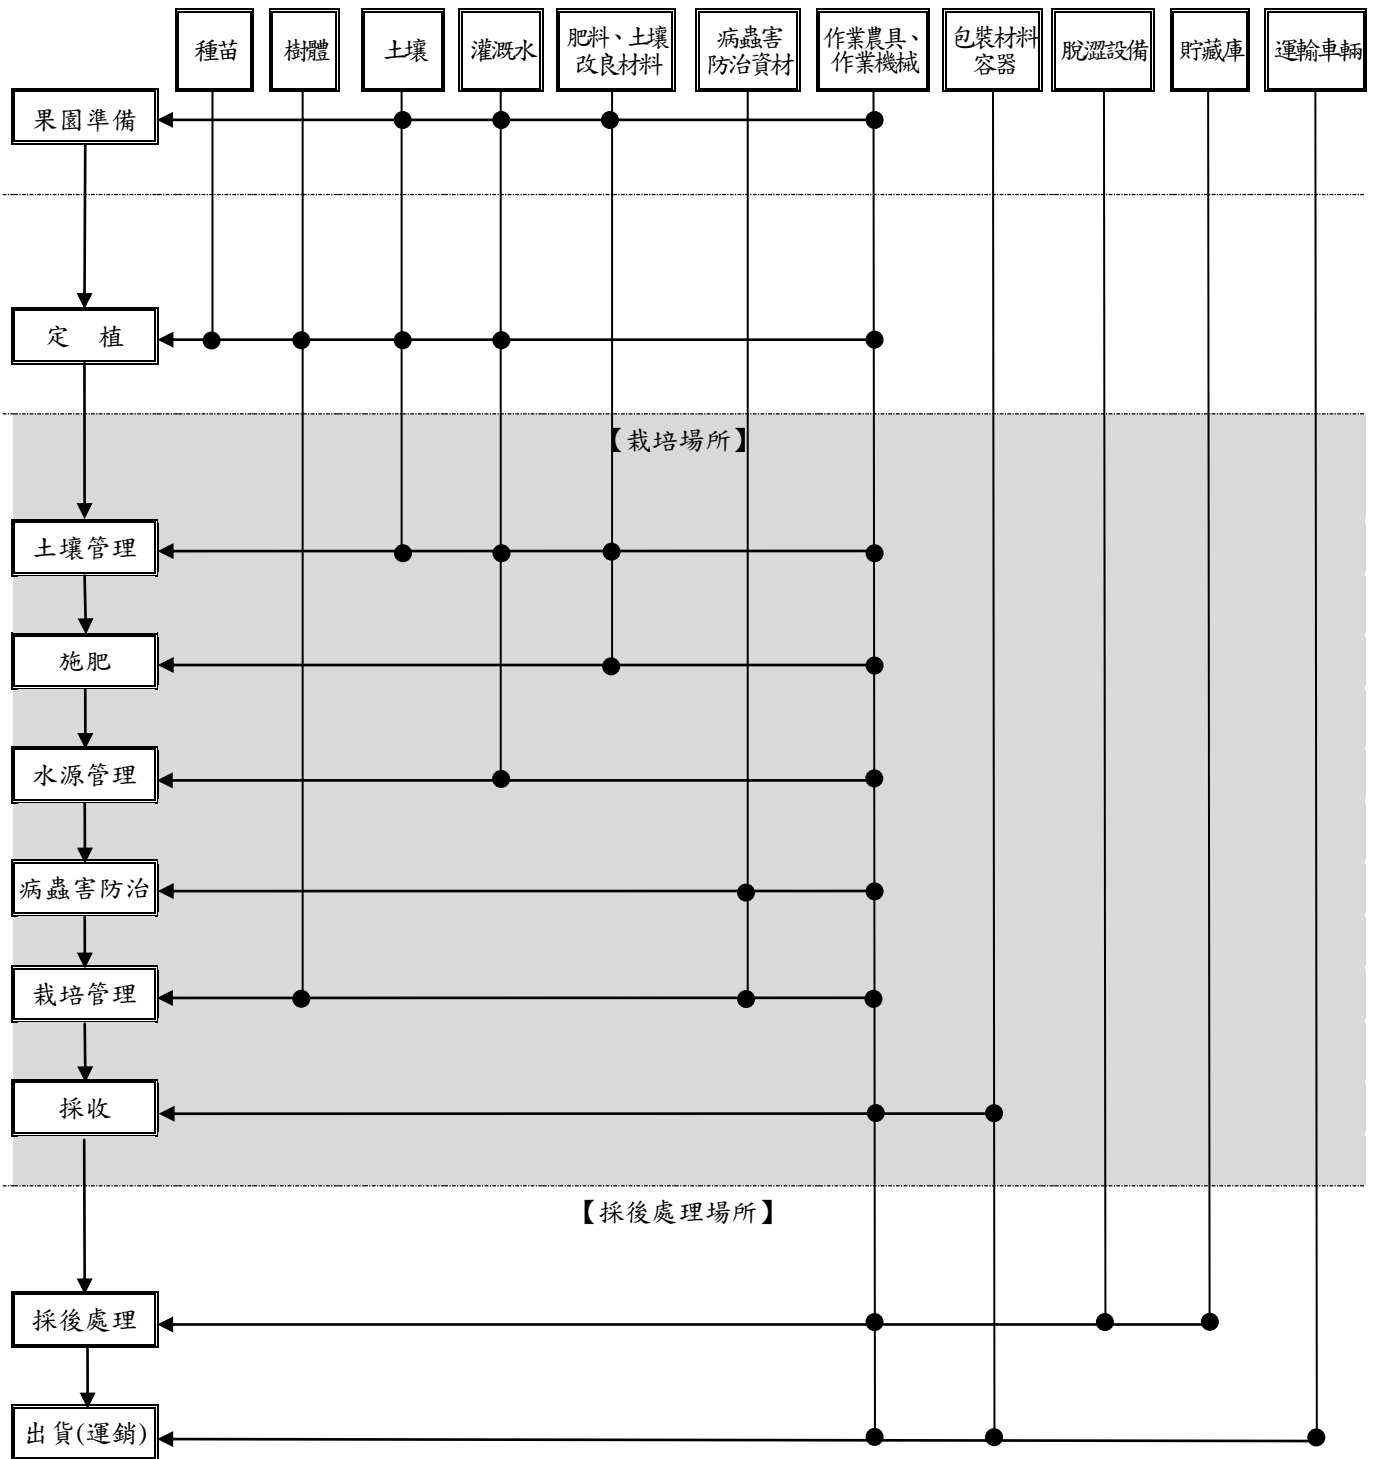 種苗
樹體
土壤
灌溉水
肥料、土壤
改良材料
病蟲害
防治資材
作業農具、
作業機械
包裝材料
容器
脫澀設備
貯藏庫
運輸車輛
果園準備
定　植
【栽培場所】
土壤管理
施肥
水源管理
病蟲害防治
栽培管理
採收
【採後處理場所】
採後處理
出貨(運銷)